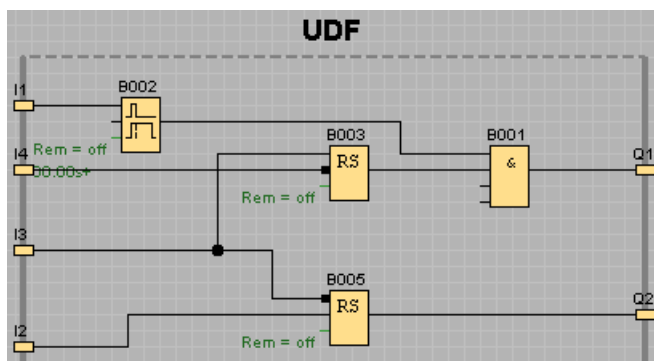 UDF
I1
B002
Rem = off
00.00s+
I4
B003
RS
Rem = off
B001
&
Q1
I3
B005
RS
Rem = off
Q2
I2